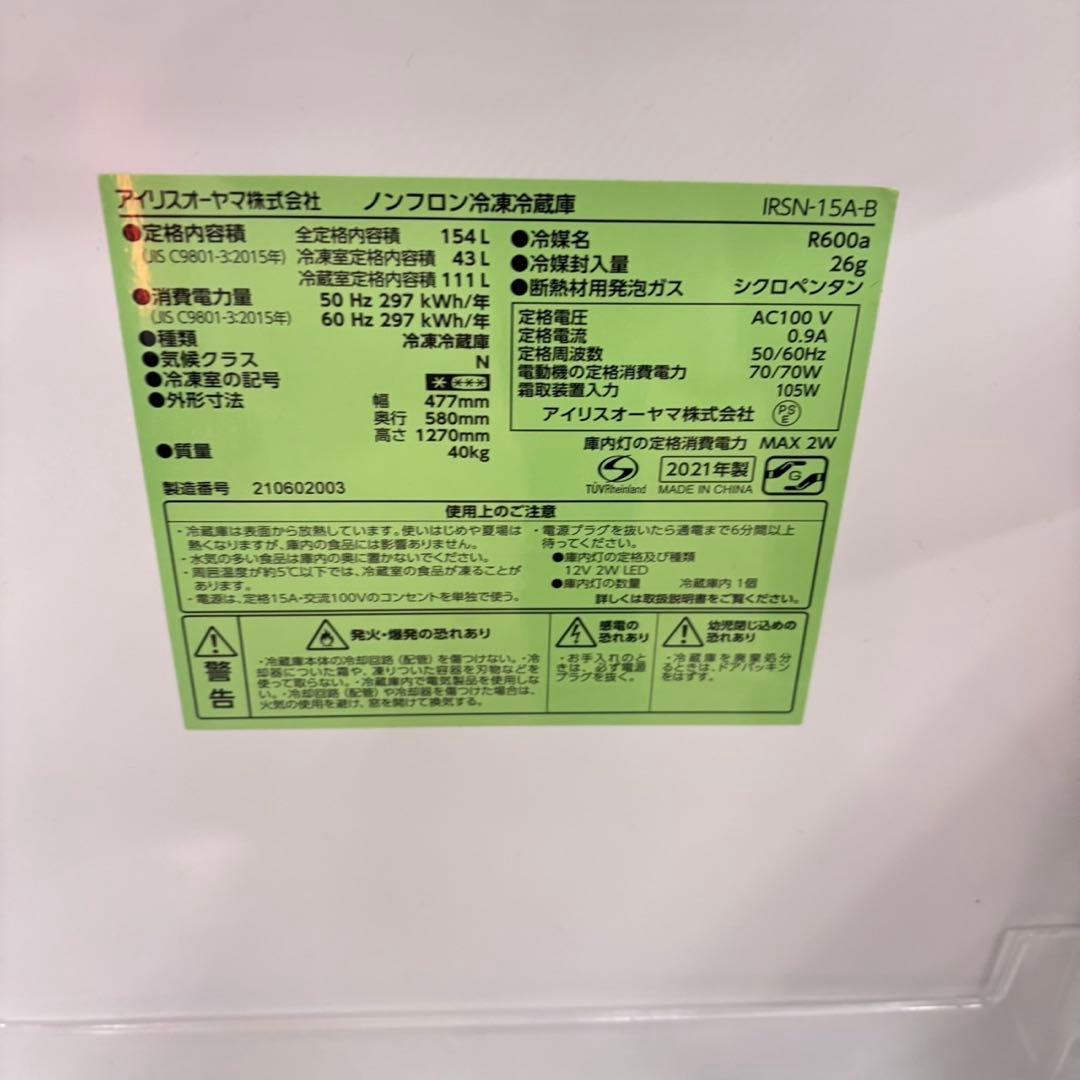 アイリスオーヤマ株式会社 ノンフロン冷凍冷蔵庫 IRSN-15A-B
●定格内容積 全定格内容積 154 L
(JIS C9801-3:2015年) 冷凍室定格内容積 43 L
冷蔵室定格内容積 111 L
●消費電力量 50 Hz 297 kWh/年
(JIS C9801-3:2015年) 60 Hz 297 kWh/年
●種類 冷凍冷蔵庫
●気候クラス N
●冷凍室の記号
●外形寸法 幅 477mm
奥行 580mm
高さ 1270mm
●質量 40kg
製造番号 210602003
●冷媒名 R600a
●冷媒封入量 26g
●断熱材用発泡ガス シクロペンタン
定格電圧 AC100 V
定格電流 0.9A
定格周波数 50/60Hz
電動機の定格消費電力 70/70W
霜取装置入力 105W
アイリスオーヤマ株式会社 PSE
庫内灯の定格消費電力 MAX 2W
TÜVRheinland
2021年製
MADE IN CHINA
G
使用上のご注意
・冷蔵庫は表面から放熱しています。使いはじめや夏場は
熱くなりますが、庫内の食品には影響ありません。
・水気の多い食品は庫内の奥に置かないでください。
・周囲温度が約5℃以下では、冷蔵室の食品が凍ることが
あります。
・電源は、定格15A・交流100Vのコンセントを単独で使う。
・電源プラグを抜いたら通電まで6分間以上
待ってください。
●庫内灯の定格及び種類
12V 2W LED
●庫内灯の数量 冷蔵庫内 1個
詳しくは取扱説明書をご覧ください。
警告
発火・爆発の恐れあり
・冷蔵庫本体の冷却回路(配管)を傷つけない。・冷
却器についた霜や、凍りついた容器を刃物などを
使って取らない。・冷蔵庫内で電気製品を使用しな
い。・冷却回路(配管)や冷却器を傷つけた場合は、
火気の使用を避け、窓を開けて換気する。
感電の
恐れあり
・お手入れのと
きは、必ず電源
プラグを抜く。
幼児閉じ込めの
恐れあり
・冷蔵庫を廃棄処分
るときは、ドアパッキン
をはずす。